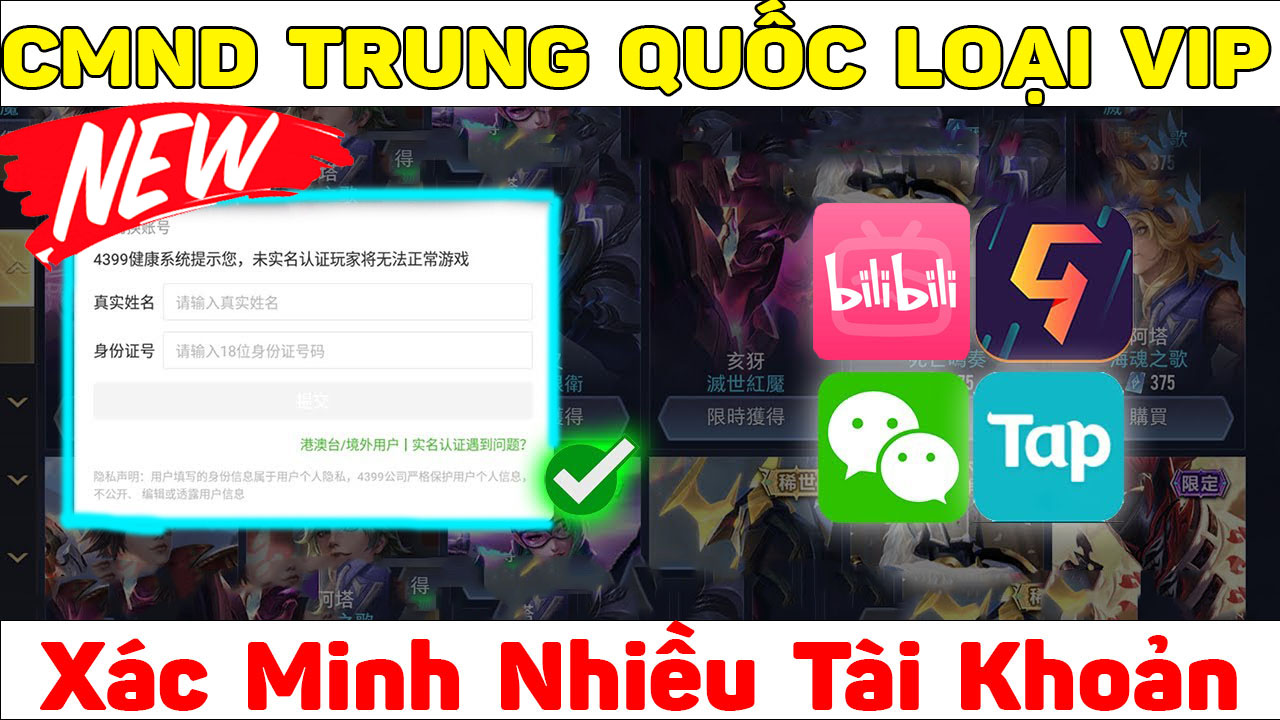 CMND TRUNG QUỐC LOẠI VIP
NEW
换账号
4399健康系统提示您，未实名认证玩家将无法正常游戏
真实姓名 请输入真实姓名
身份证号 请输入18位身份证号码
提交
港澳台/境外用户丨实名认证遇到问题？
隐私声明：用户填写的身份信息属于用户个人隐私，4399公司严格保护用户个人信息，
不公开、编辑或透露用户信息
bilibili
Tap
得
375
亥犽
滅世紅魔
限時獲得
獲得
阿塔
海魂之歌
375
購買
稀世
限定
阿塔
得
Xác Minh Nhiều Tài Khoản